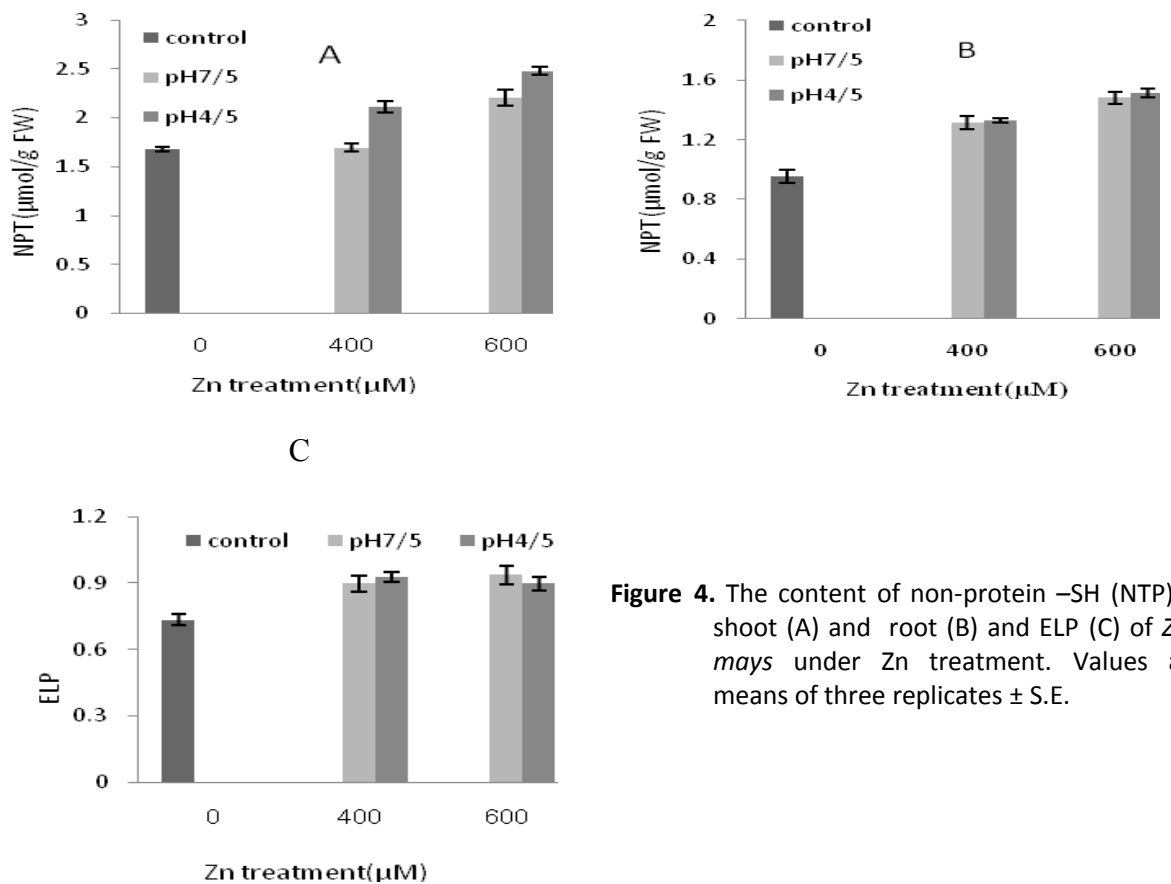 3
2.5
2
1.5
1
0.5
0
NPT(µmol/g FW)
control
pH7/5
pH4/5
A
0 400 600
Zn treatment(µM)
2
1.6
1.2
0.8
0.4
0
NPT(µmol/g FW)
control
pH7/5
pH4/5
B
0 400 600
Zn treatment(µM)
C
1.2
0.9
0.6
0.3
0
ELP
control pH7/5 pH4/5
0 400 600
Zn treatment(µM)
Figure 4. The content of non-protein –SH (NTP)
shoot (A) and root (B) and ELP (C) of Z
mays under Zn treatment. Values a
means of three replicates ± S.E.